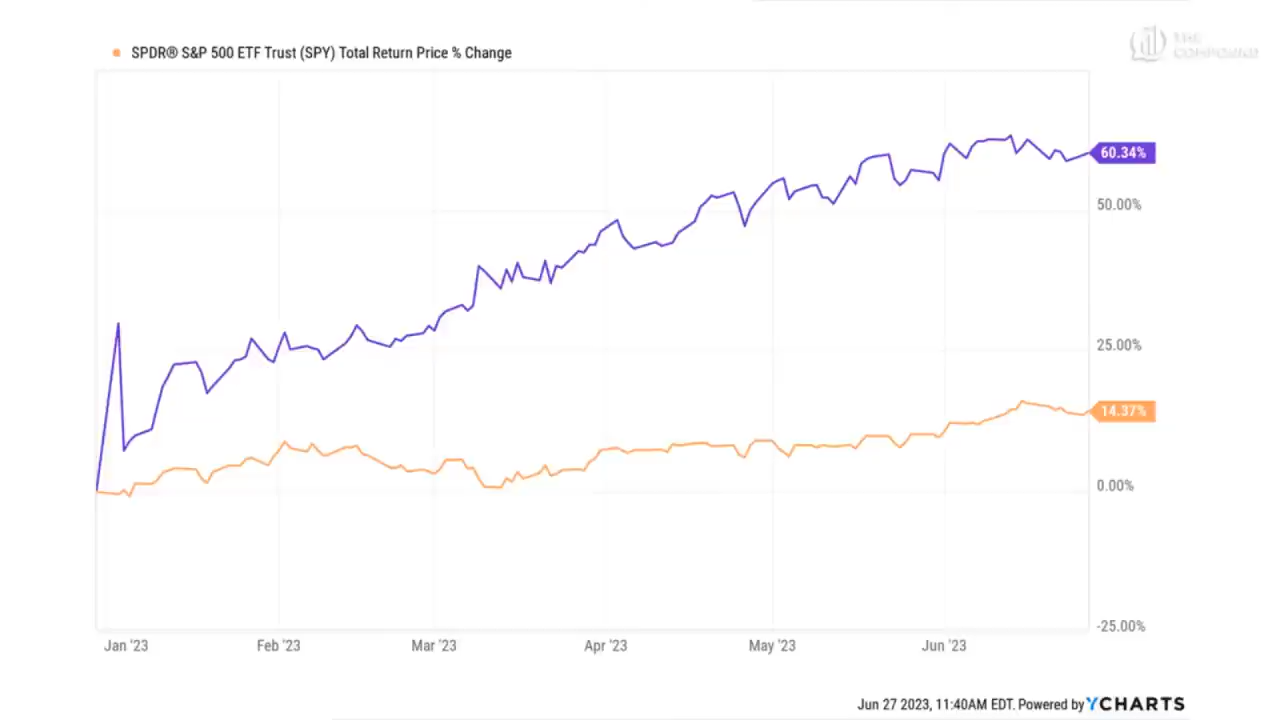 SPDR® S&P 500 ETF Trust (SPY) Total Return Price % Change
THE
COMPOUND
60.34%
50.00%
25.00%
14.37%
0.00%
-25.00%
Jan '23 Feb '23 Mar '23 Apr '23 May '23 Jun '23
Jun 27 2023, 11:40AM EDT. Powered by YCHARTS